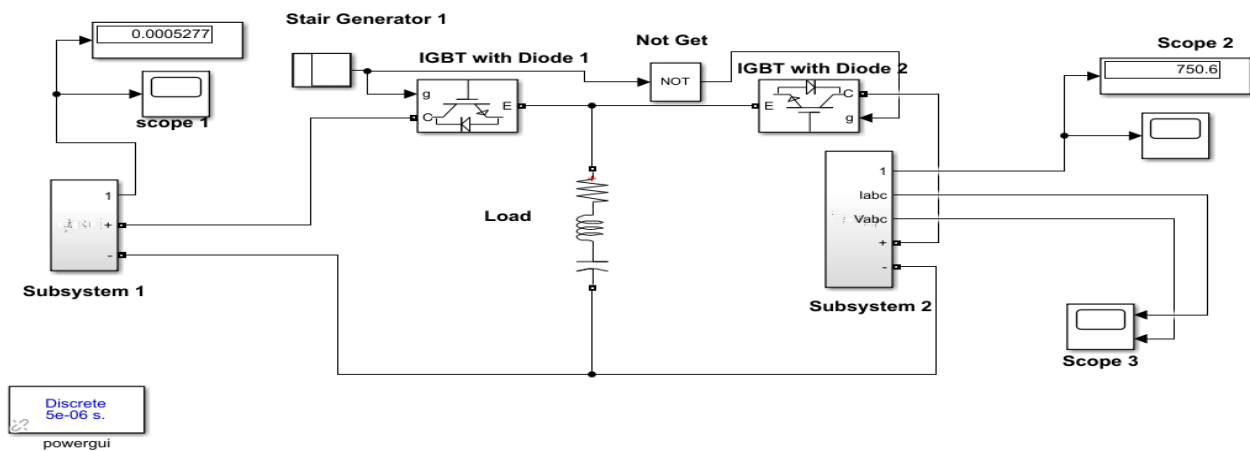 Stair Generator 1
0.0005277
Not Get
Scope 2
IGBT with Diode 1
IGBT with Diode 2
750.6
NOT
g
E
C
E
C
g
scope 1
1
+
-
Subsystem 1
Load
1
Iabc
Vabc
+
-
Subsystem 2
Scope 3
Discrete
5e-06 s.
powergui